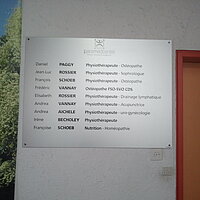 paramedicentre
Daniel PAGGY Physiothérapeute - Ostéopathe
Jean-Luc ROSSIER Physiothérapeute - Sophrologue
François SCHOEB Physiothérapeute - Ostéopathe
Frédéric VANNAY Ostéopathe FSO-SVO CDS
Elisabeth ROSSIER Physiothérapeute - Drainage lymphatique
Andrea VANNAY Physiothérapeute - Acupunctrice
Andrea AICHELE Physiothérapeute - uro-gynécologie
Irène BECHOLEY Physiothérapeute
Françoise SCHOEB Nutrition - Homéopathie